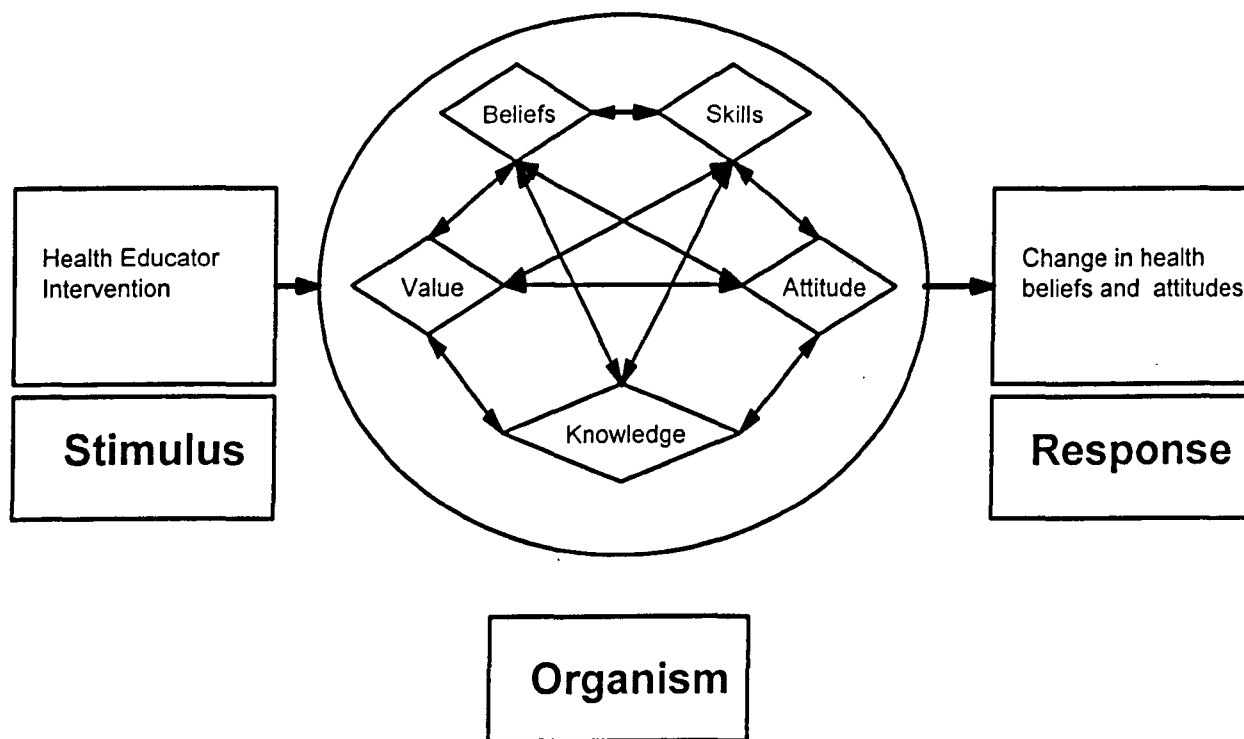 Beliefs
Skills
Health Educator
Intervention
Value
Attitude
Change in health
beliefs and attitudes
Knowledge
Stimulus
Response
Organism